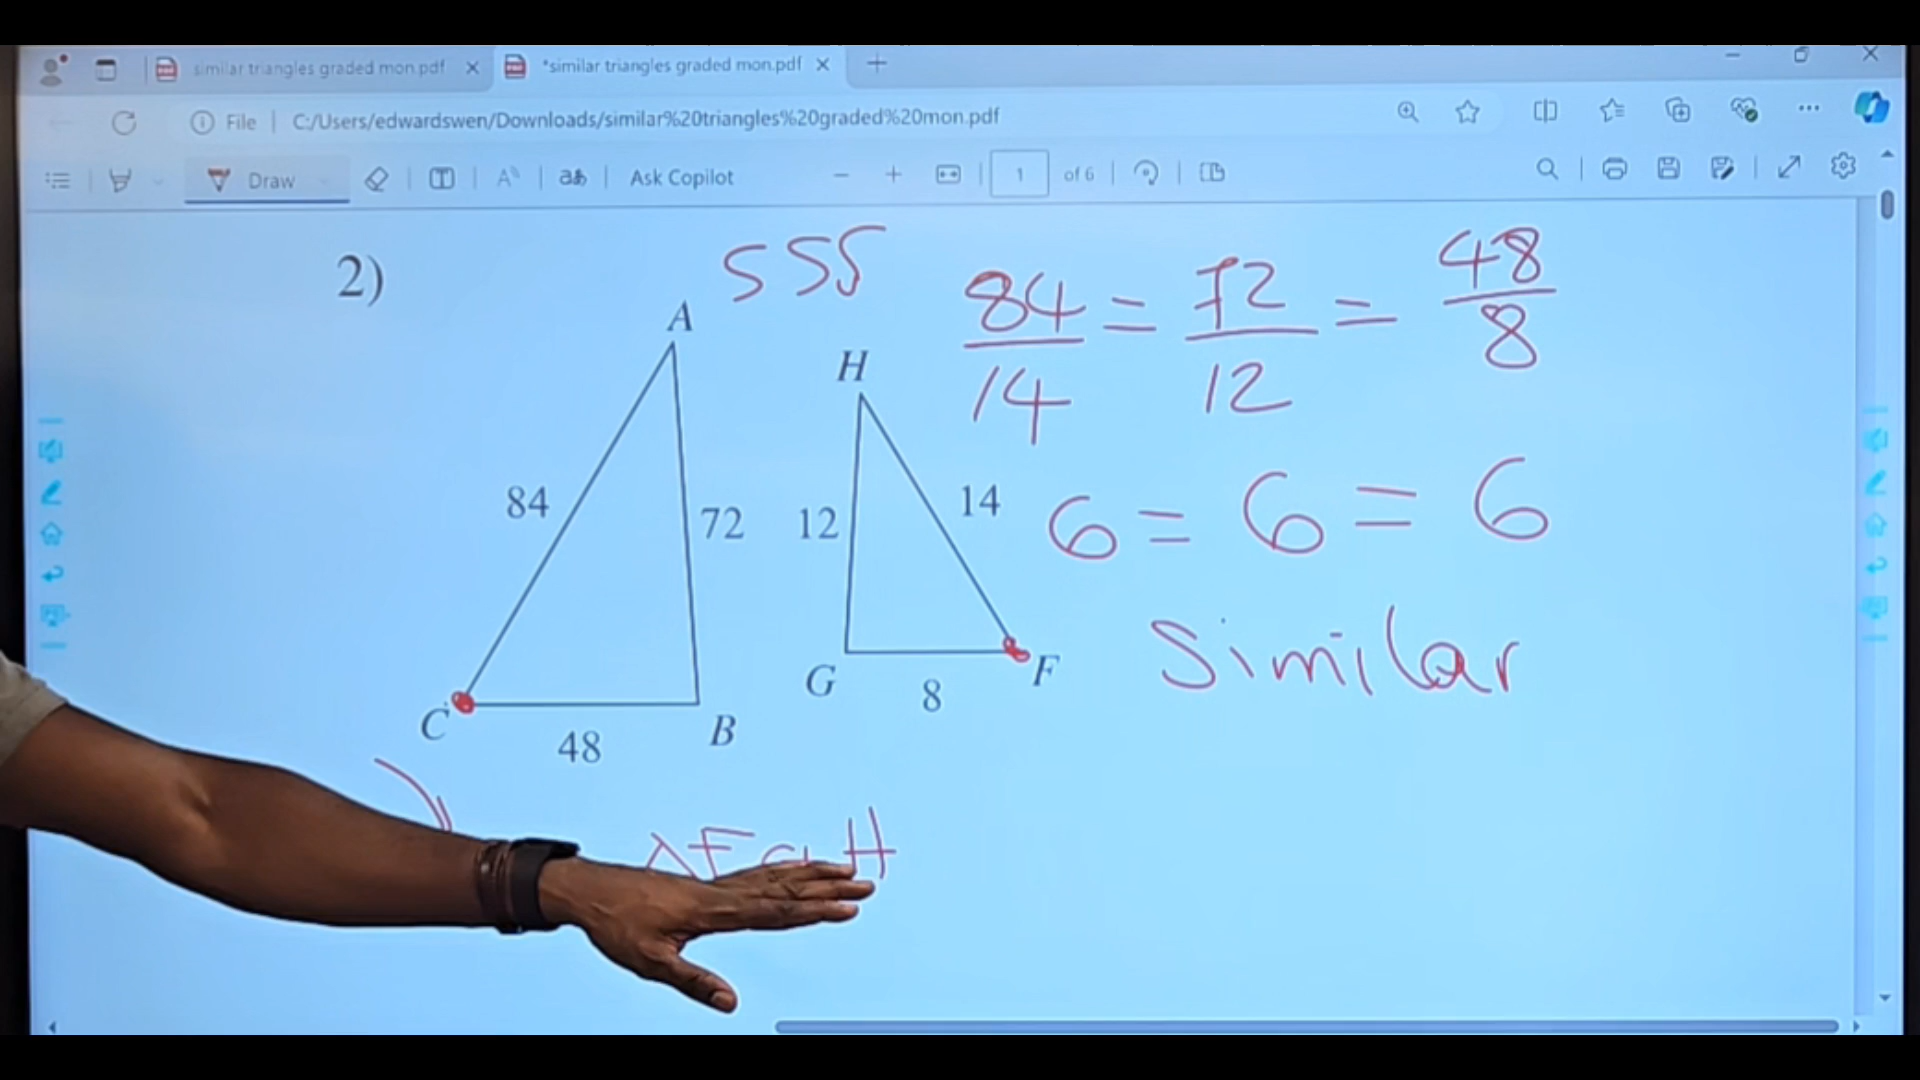 similar triangles graded mon.pdf
*similar triangles graded mon.pdf
File
C:/Users/edwardswen/Downloads/similar%20triangles%20graded%20mon.pdf
Draw
Ask Copilot
1
of 6
2)
SSS
84/14 = 72/12 = 48/8
A
H
84
72
12
14
6 = 6 = 6
C
B
48
G
8
F
Similar
ΔFGH